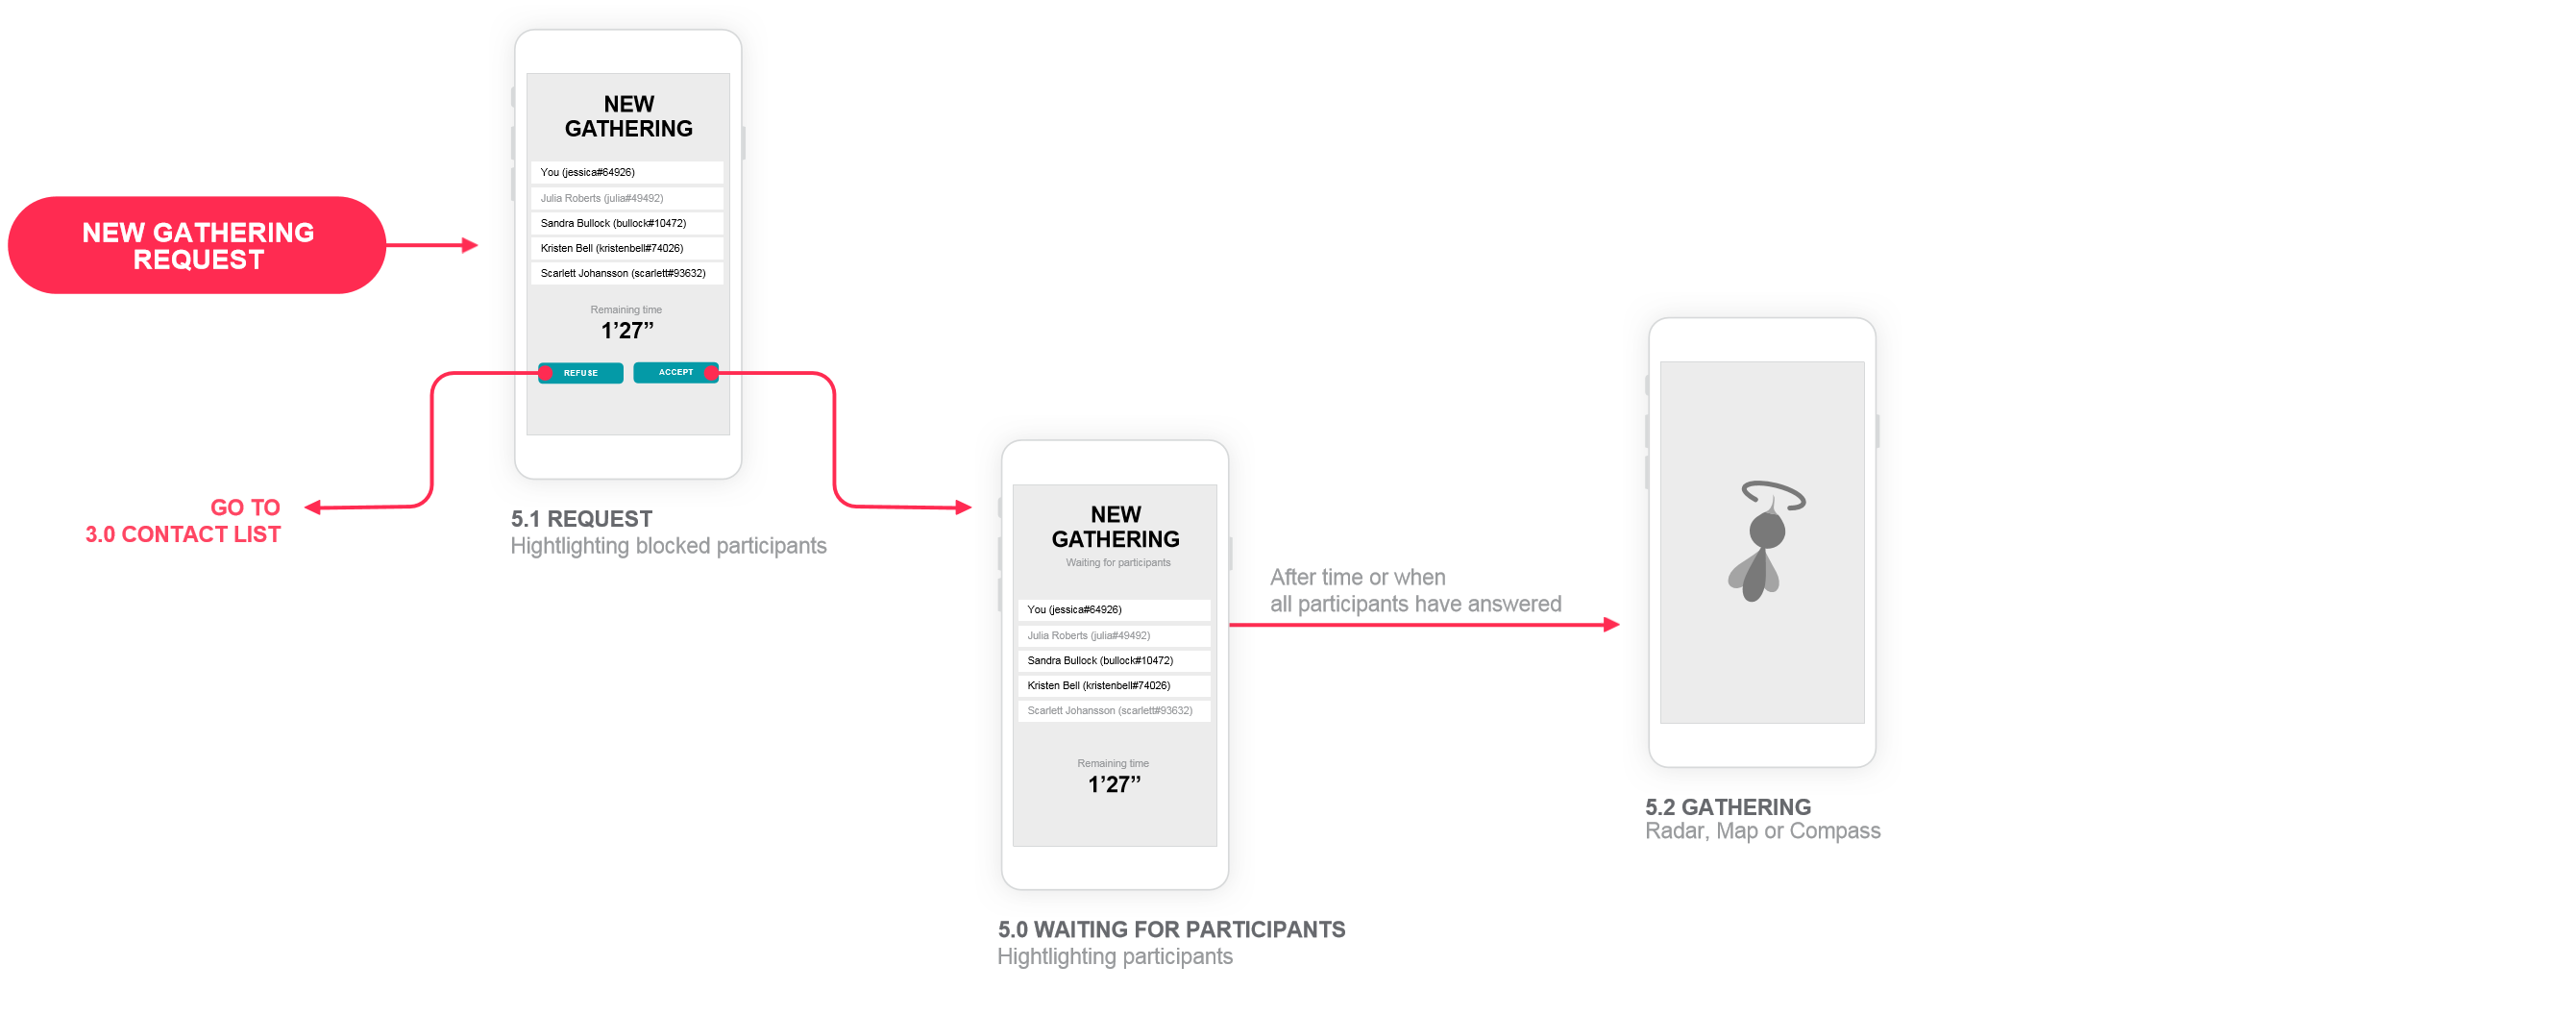 NEW GATHERING
REQUEST
NEW
GATHERING
You (jessica#64926)
Julia Roberts (julia#49492)
Sandra Bullock (bullock#10472)
Kristen Bell (kristenbell#74026)
Scarlett Johansson (scarlett#93632)
Remaining time
1’27”
REFUSE
ACCEPT
GO TO
3.0 CONTACT LIST
5.1 REQUEST
Hightlighting blocked participants
NEW
GATHERING
Waiting for participants
You (jessica#64926)
Julia Roberts (julia#49492)
Sandra Bullock (bullock#10472)
Kristen Bell (kristenbell#74026)
Scarlett Johansson (scarlett#93632)
Remaining time
1’27”
5.0 WAITING FOR PARTICIPANTS
Hightlighting participants
After time or when
all participants have answered
5.2 GATHERING
Radar, Map or Compass